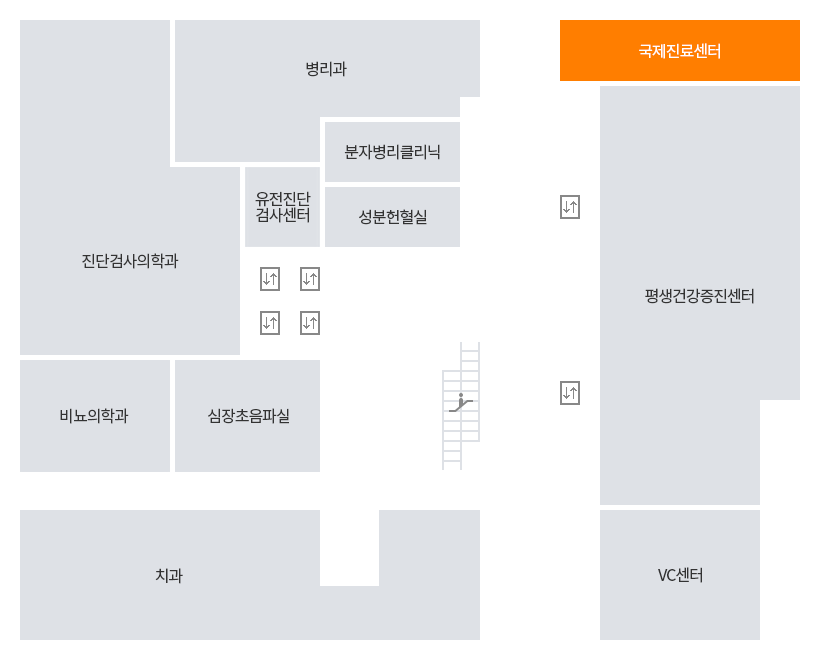 병리과
국제진료센터
분자병리클리닉
유전진단
검사센터
성분헌혈실
진단검사의학과
평생건강증진센터
비뇨의학과
심장초음파실
치과
VC센터